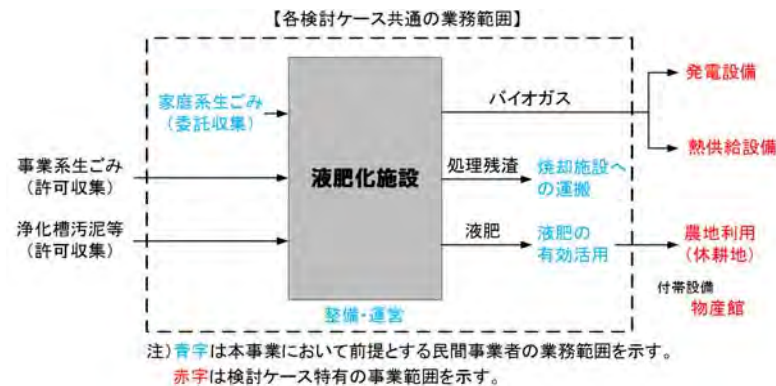 【各検討ケース共通の業務範囲】
家庭系生ごみ
（委託収集）
事業系生ごみ
（許可収集）
浄化槽汚泥等
（許可収集）
液肥化施設
整備・運営
バイオガス
処理残渣
焼却施設へ
の運搬
液肥
液肥の
有効活用
発電設備
熱供給設備
農地利用
（休耕地）
付帯設備
物産館
注）青字は本事業において前提とする民間事業者の業務範囲を示す。
赤字は検討ケース特有の事業範囲を示す。